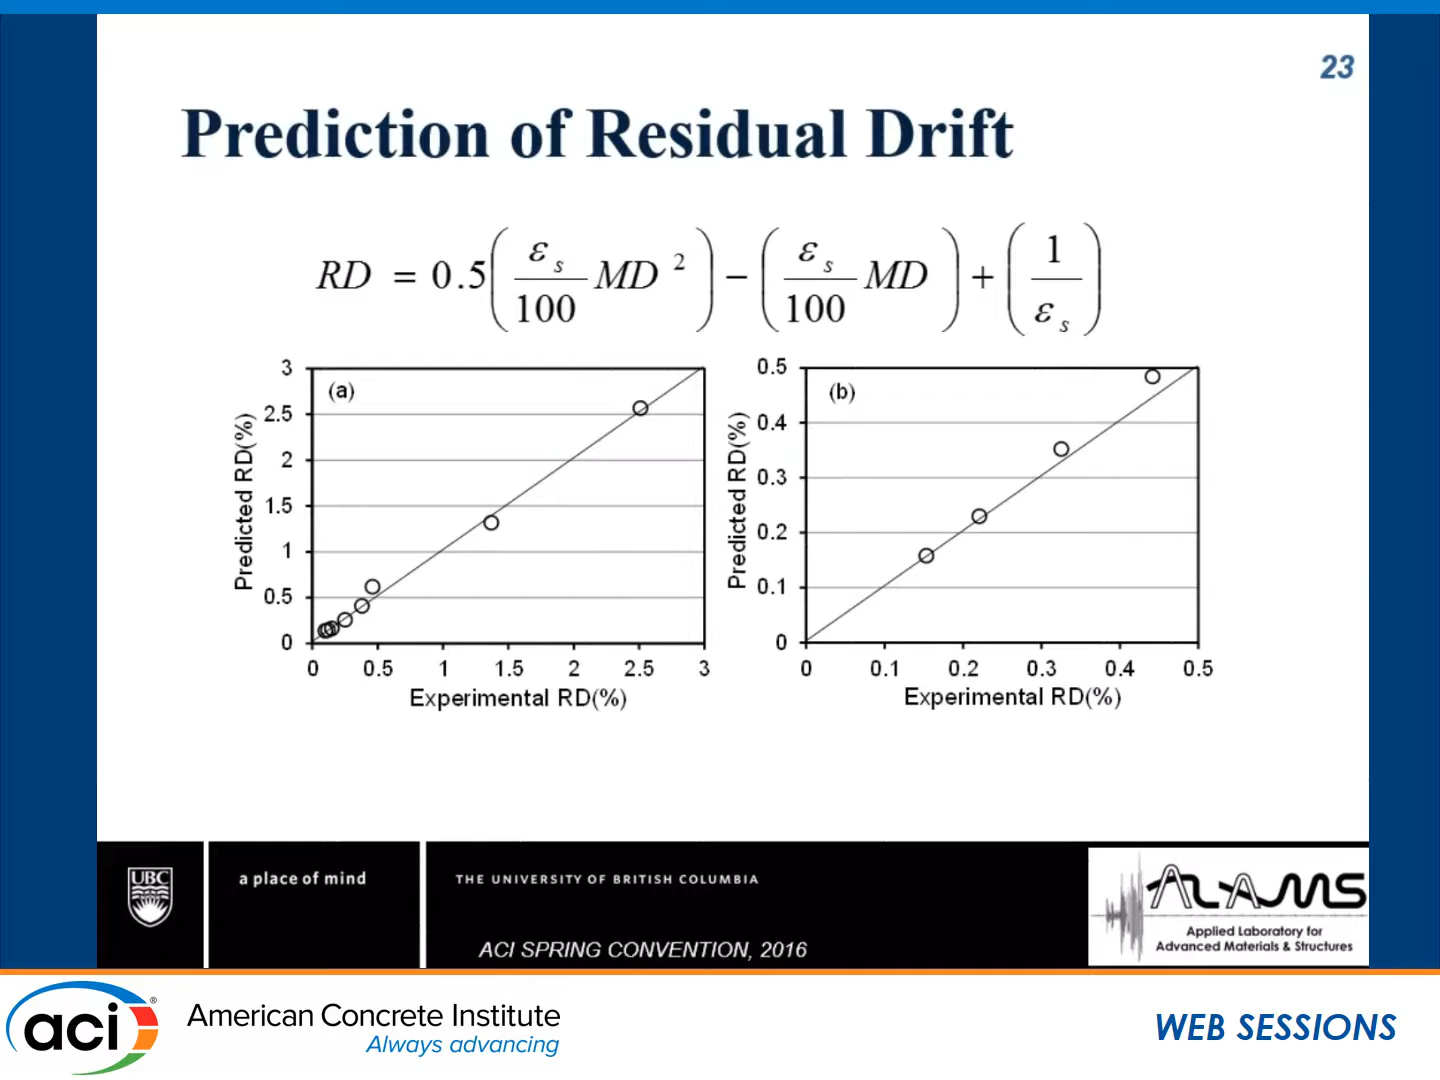 23
Prediction of Residual Drift
RD = 0.5 ( ε s / 100 MD 2 ) − ( ε s / 100 MD ) + ( 1 / ε s )
(a)
Predicted RD(%)
3
2.5
2
1.5
1
0.5
0
0 0.5 1 1.5 2 2.5 3
Experimental RD(%)
(b)
Predicted RD(%)
0.5
0.4
0.3
0.2
0.1
0
0 0.1 0.2 0.3 0.4 0.5
Experimental RD(%)
UBC
a place of mind
THE UNIVERSITY OF BRITISH COLUMBIA
ACI SPRING CONVENTION, 2016
ALAMS
Applied Laboratory for
Advanced Materials & Structures
aci®
American Concrete Institute
Always advancing
WEB SESSIONS